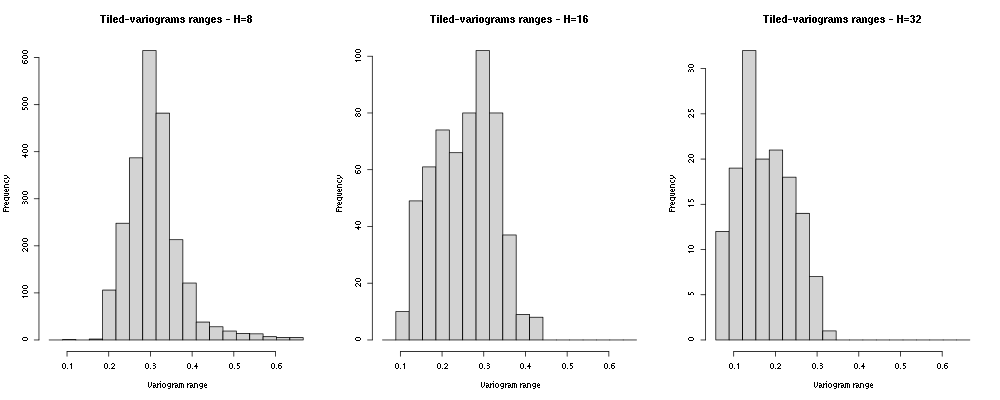 Tiled-variograms ranges - H=8
Frequency
0
100
200
300
400
500
600
0.1 0.2 0.3 0.4 0.5 0.6
Variogram range
Tiled-variograms ranges - H=16
Frequency
0
20
40
60
80
100
0.1 0.2 0.3 0.4 0.5 0.6
Variogram range
Tiled-variograms ranges - H=32
Frequency
0
5
10
15
20
25
30
0.1 0.2 0.3 0.4 0.5 0.6
Variogram range